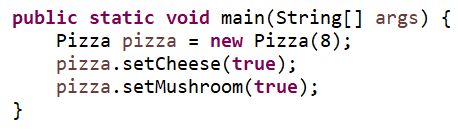 public static void main(String[] args) {
    Pizza pizza = new Pizza(8);
    pizza.setCheese(true);
    pizza.setMushroom(true);
}